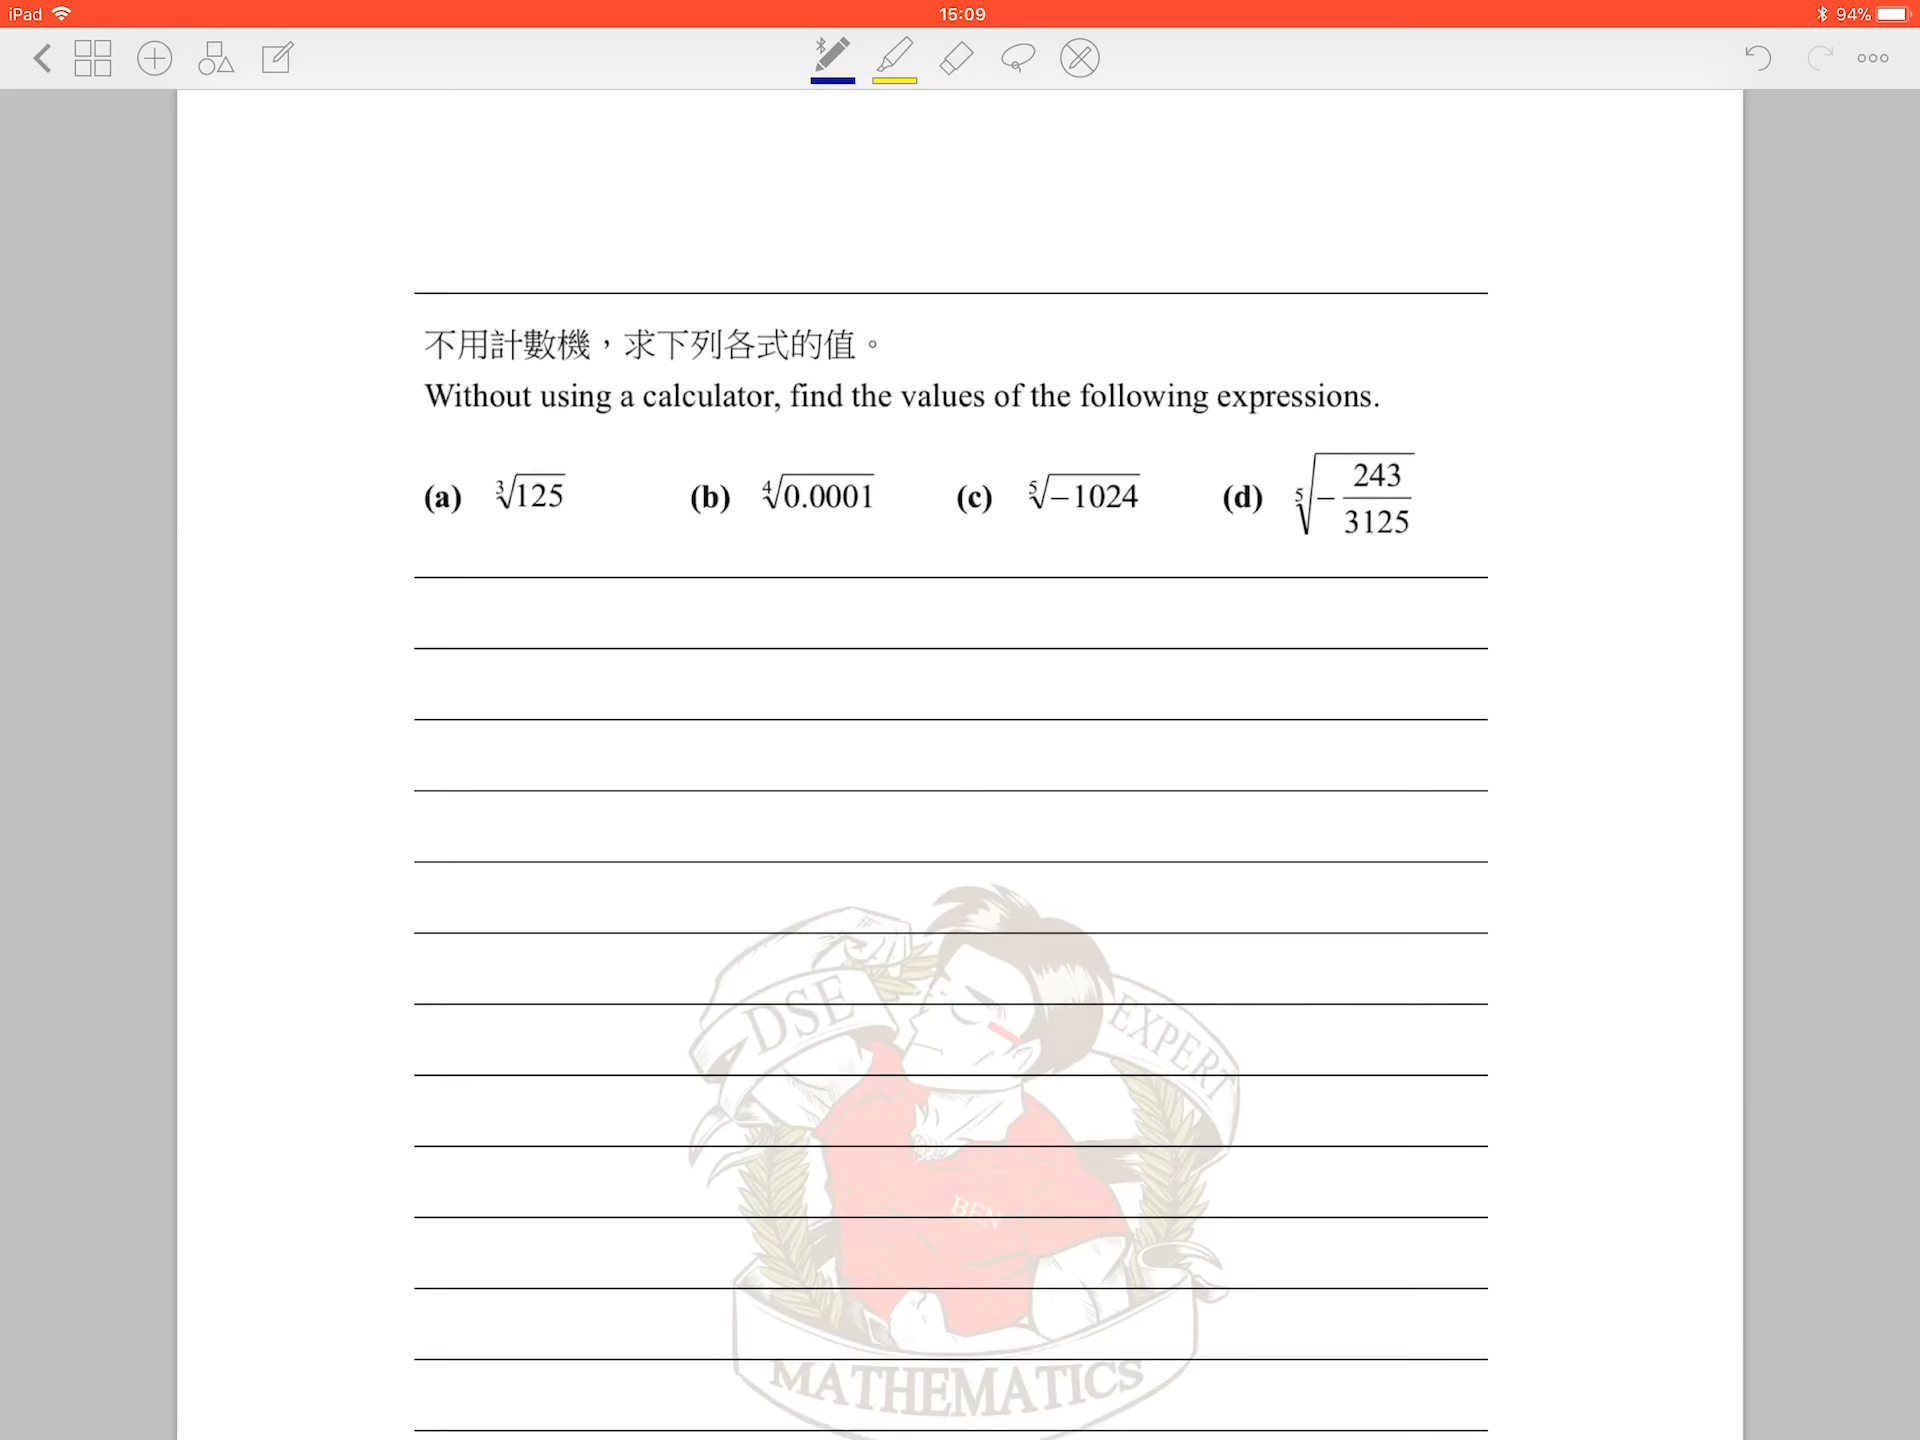 iPad 15:09 94%
不用計數機，求下列各式的值。
Without using a calculator, find the values of the following expressions.
(a) ∛125 (b) ∜0.0001 (c) ⁵√−1024 (d) ⁵√−243/3125
DSE EXPERT
BEN
MATHEMATICS